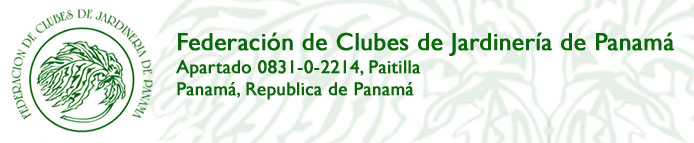 FEDERACION DE CLUBES DE JARDINERIA DE PANAMA
Federación de Clubes de Jardinería de Panamá
Apartado 0831-0-2214, Paitilla
Panamá, Republica de Panamá